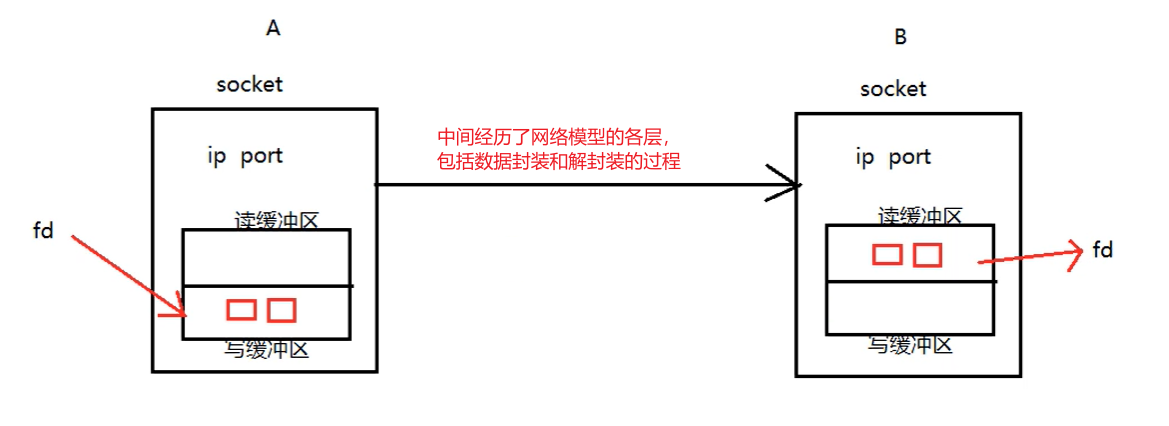 A
B
socket
socket
中间经历了网络模型的各层，
包括数据封装和解封装的过程
ip port
ip port
读缓冲区
读缓冲区
fd
fd
写缓冲区
写缓冲区